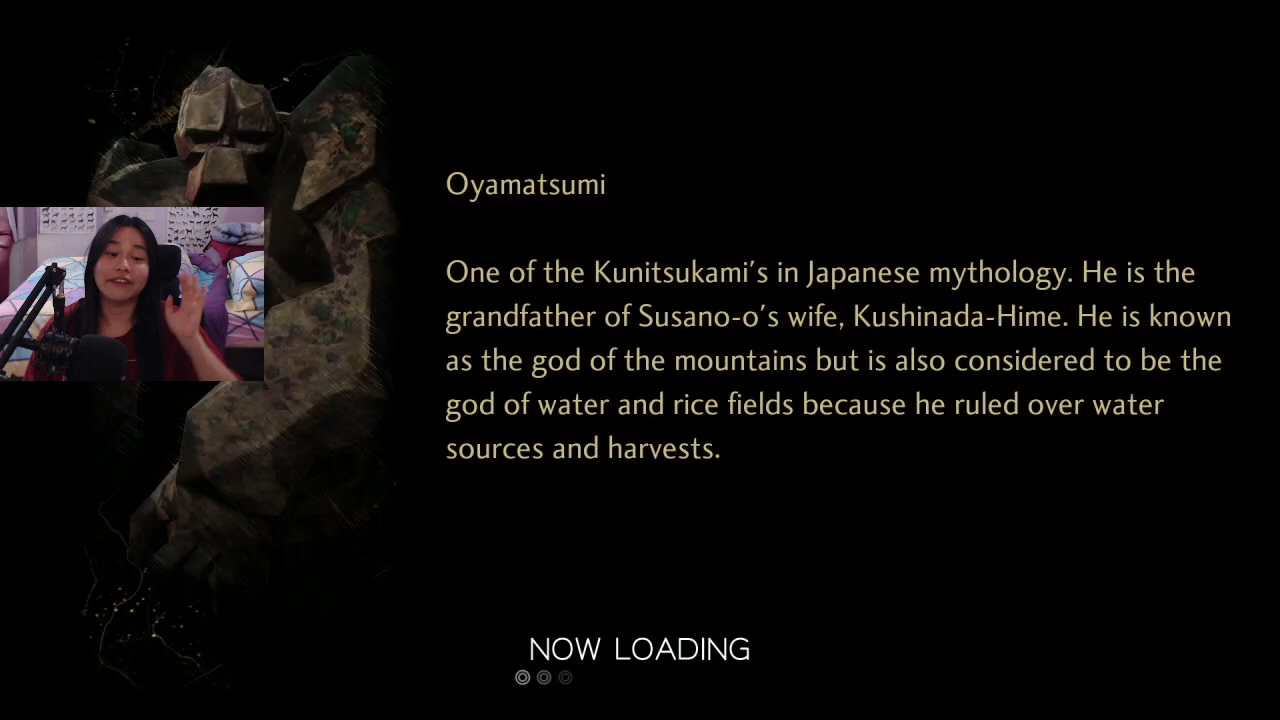 Oyamatsumi
One of the Kunitsukami's in Japanese mythology. He is the
grandfather of Susano-o's wife, Kushinada-Hime. He is known
as the god of the mountains but is also considered to be the
god of water and rice fields because he ruled over water
sources and harvests.
NOW LOADING